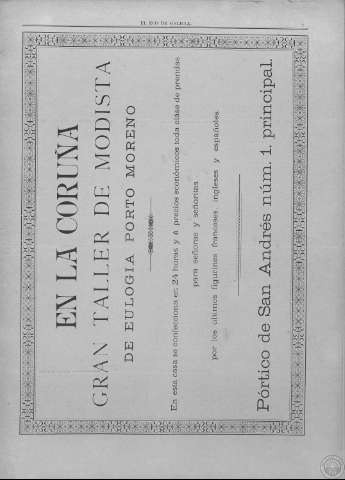 EL ECO DE GALICIA.
EN LA CORUÑA
GRAN TALLER DE MODISTA
DE EULOGIA PORTO MORENO
En esta casa se confecciona en 24 horas y á precios económicos toda clase de prendas
para señoras y señoritas
por los últimos figurines franceses, ingleses y españoles
Pórtico de San Andrés núm. 1, principal.